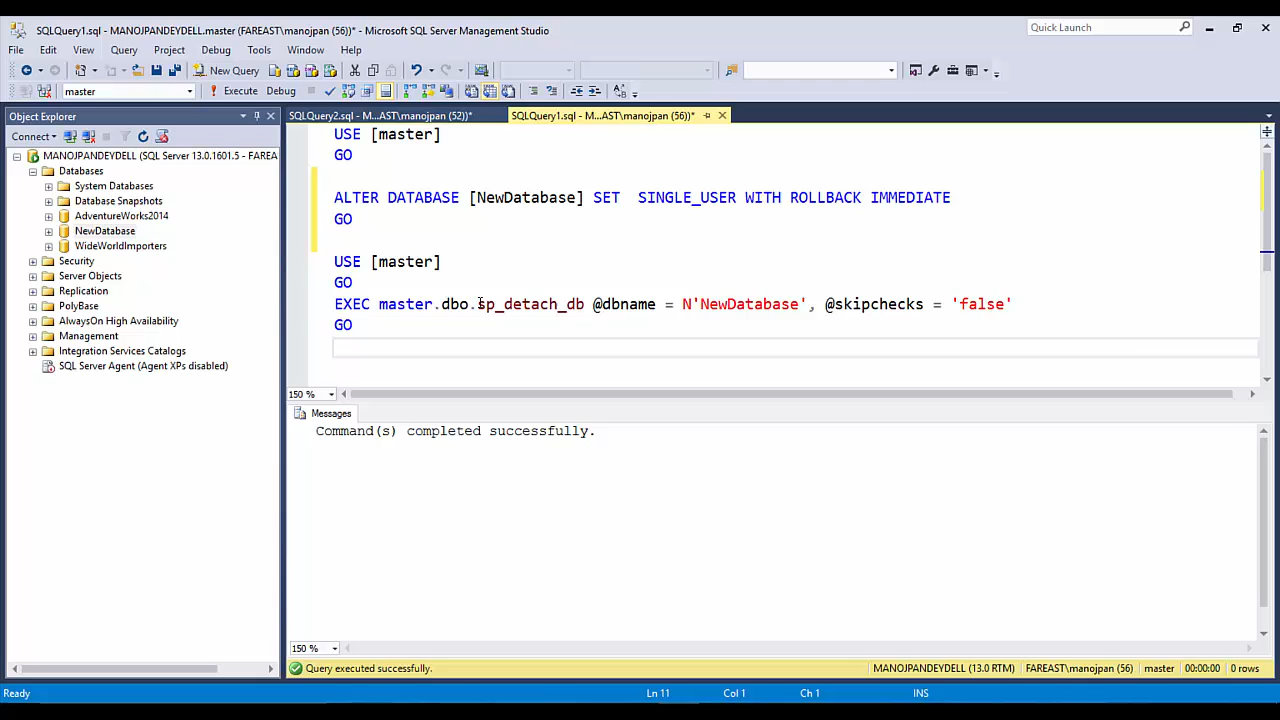 SQLQuery1.sql - MANOJPANDEYDELL.master (FAREAST\manojpan (56))* - Microsoft SQL Server Management Studio
Quick Launch
File Edit View Query Project Debug Tools Window Help
New Query
master Execute Debug
Object Explorer
Connect
MANOJPANDEYDELL (SQL Server 13.0.1601.5 - FAREA
Databases
System Databases
Database Snapshots
AdventureWorks2014
NewDatabase
WideWorldImporters
Security
Server Objects
Replication
PolyBase
AlwaysOn High Availability
Management
Integration Services Catalogs
SQL Server Agent (Agent XPs disabled)
SQLQuery2.sql - M...AST\manojpan (52))*
SQLQuery1.sql - M...AST\manojpan (56))*
USE [master]
GO
ALTER DATABASE [NewDatabase] SET  SINGLE_USER WITH ROLLBACK IMMEDIATE
GO
USE [master]
GO
EXEC master.dbo.sp_detach_db @dbname = N'NewDatabase', @skipchecks = 'false'
GO
150 %
Messages
Command(s) completed successfully.
150 %
Query executed successfully.
MANOJPANDEYDELL (13.0 RTM) FAREAST\manojpan (56) master 00:00:00 0 rows
Ready Ln 11 Col 1 Ch 1 INS